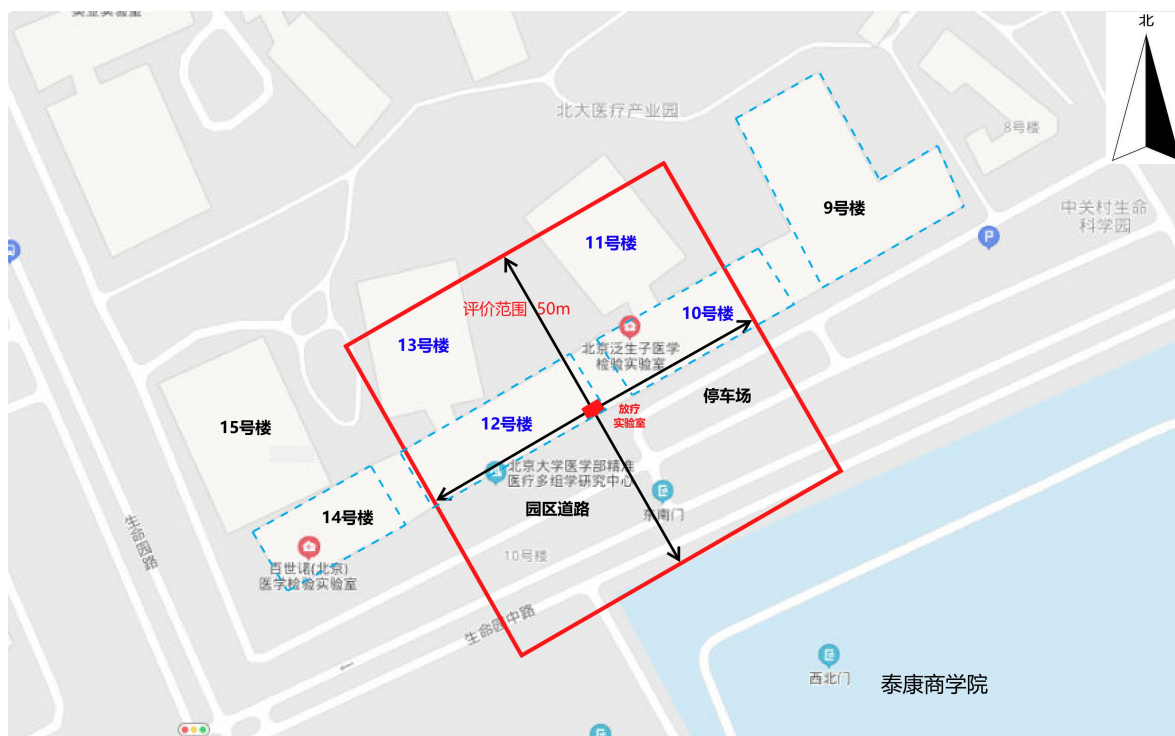 北
北大医疗产业园
8号楼
9号楼
中关村生命
科学园
11号楼
评价范围 50m
10号楼
13号楼
北京泛生子医学
检验实验室
停车场
放疗
实验室
15号楼
12号楼
北京大学医学部精准
医疗多组学研究中心
园区道路
东南门
14号楼
生命园路
10号楼
百世诺(北京)
医学检验实验室
生命园中路
西北门
泰康商学院